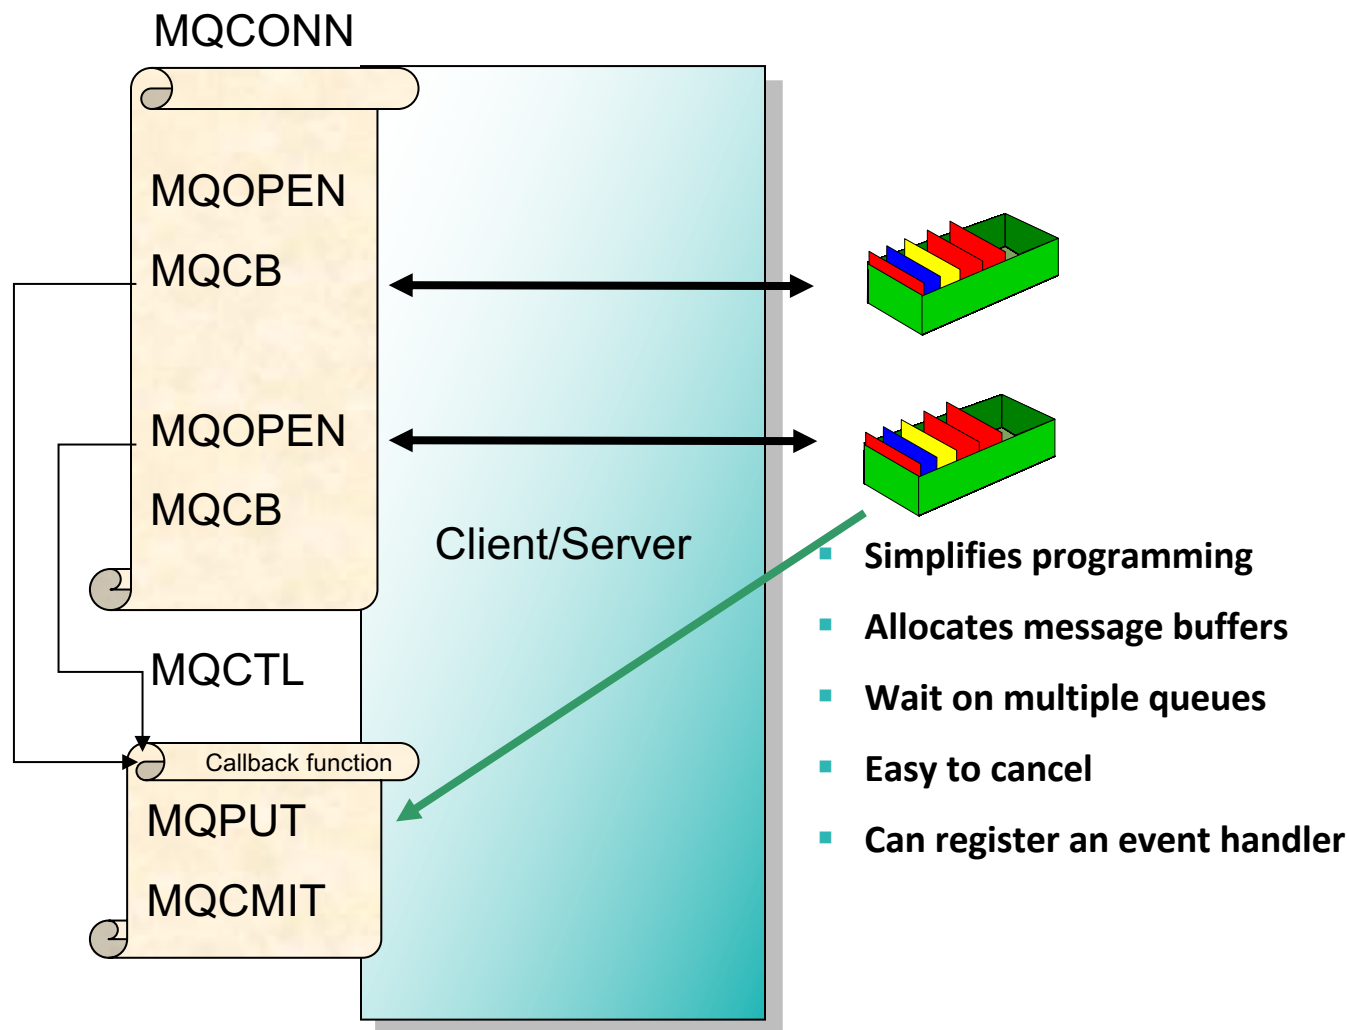 MQCONN
MQOPEN
MQCB
MQOPEN
MQCB
Client/Server
MQCTL
Callback function
MQPUT
MQCMIT
Simplifies programming
Allocates message buffers
Wait on multiple queues
Easy to cancel
Can register an event handler